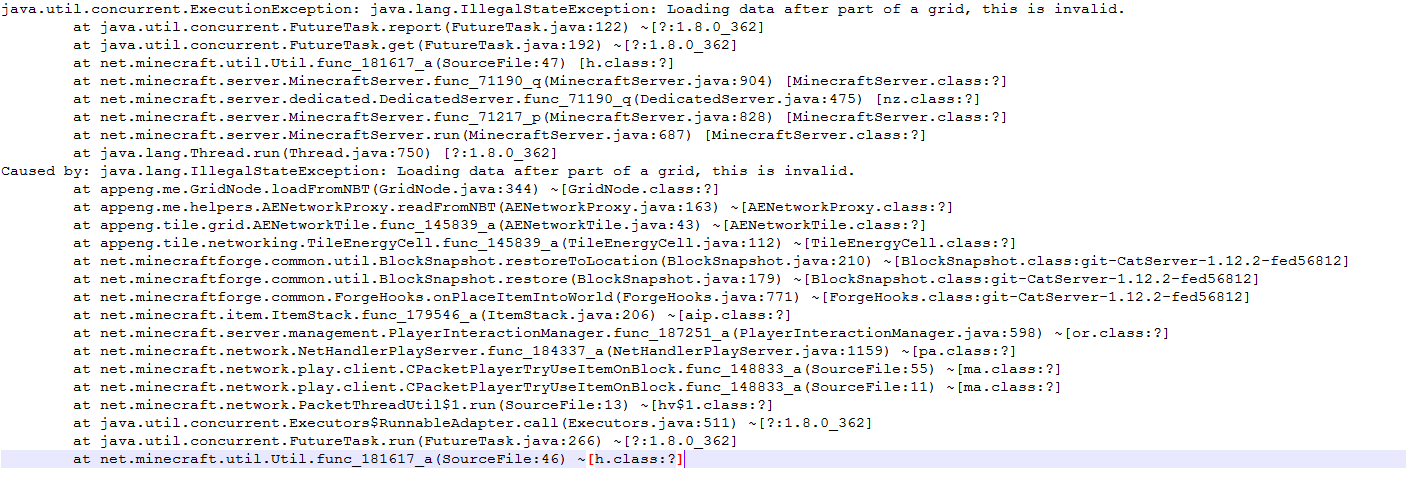 java.util.concurrent.ExecutionException: java.lang.IllegalStateException: Loading data after part of a grid, this is invalid.
at java.util.concurrent.FutureTask.report(FutureTask.java:122) ~[?:1.8.0_362]
at java.util.concurrent.FutureTask.get(FutureTask.java:192) ~[?:1.8.0_362]
at net.minecraft.util.Util.func_181617_a(SourceFile:47) [h.class:?]
at net.minecraft.server.MinecraftServer.func_71190_q(MinecraftServer.java:904) [MinecraftServer.class:?]
at net.minecraft.server.dedicated.DedicatedServer.func_71190_q(DedicatedServer.java:475) [nz.class:?]
at net.minecraft.server.MinecraftServer.func_71217_p(MinecraftServer.java:828) [MinecraftServer.class:?]
at net.minecraft.server.MinecraftServer.run(MinecraftServer.java:687) [MinecraftServer.class:?]
at java.lang.Thread.run(Thread.java:750) [?:1.8.0_362]
Caused by: java.lang.IllegalStateException: Loading data after part of a grid, this is invalid.
at appeng.me.GridNode.loadFromNBT(GridNode.java:344) ~[GridNode.class:?]
at appeng.me.helpers.AENetworkProxy.readFromNBT(AENetworkProxy.java:163) ~[AENetworkProxy.class:?]
at appeng.tile.grid.AENetworkTile.func_145839_a(AENetworkTile.java:43) ~[AENetworkTile.class:?]
at appeng.tile.networking.TileEnergyCell.func_145839_a(TileEnergyCell.java:112) ~[TileEnergyCell.class:?]
at net.minecraftforge.common.util.BlockSnapshot.restoreToLocation(BlockSnapshot.java:210) ~[BlockSnapshot.class:git-CatServer-1.12.2-fed56812]
at net.minecraftforge.common.util.BlockSnapshot.restore(BlockSnapshot.java:179) ~[BlockSnapshot.class:git-CatServer-1.12.2-fed56812]
at net.minecraftforge.common.ForgeHooks.onPlaceItemIntoWorld(ForgeHooks.java:771) ~[ForgeHooks.class:git-CatServer-1.12.2-fed56812]
at net.minecraft.item.ItemStack.func_179546_a(ItemStack.java:206) ~[aip.class:?]
at net.minecraft.server.management.PlayerInteractionManager.func_187251_a(PlayerInteractionManager.java:598) ~[or.class:?]
at net.minecraft.network.NetHandlerPlayServer.func_184337_a(NetHandlerPlayServer.java:1159) ~[pa.class:?]
at net.minecraft.network.play.client.CPacketPlayerTryUseItemOnBlock.func_148833_a(SourceFile:55) ~[ma.class:?]
at net.minecraft.network.play.client.CPacketPlayerTryUseItemOnBlock.func_148833_a(SourceFile:11) ~[ma.class:?]
at net.minecraft.network.PacketThreadUtil$1.run(SourceFile:13) ~[hv$1.class:?]
at java.util.concurrent.Executors$RunnableAdapter.call(Executors.java:511) ~[?:1.8.0_362]
at java.util.concurrent.FutureTask.run(FutureTask.java:266) ~[?:1.8.0_362]
at net.minecraft.util.Util.func_181617_a(SourceFile:46) ~[h.class:?]